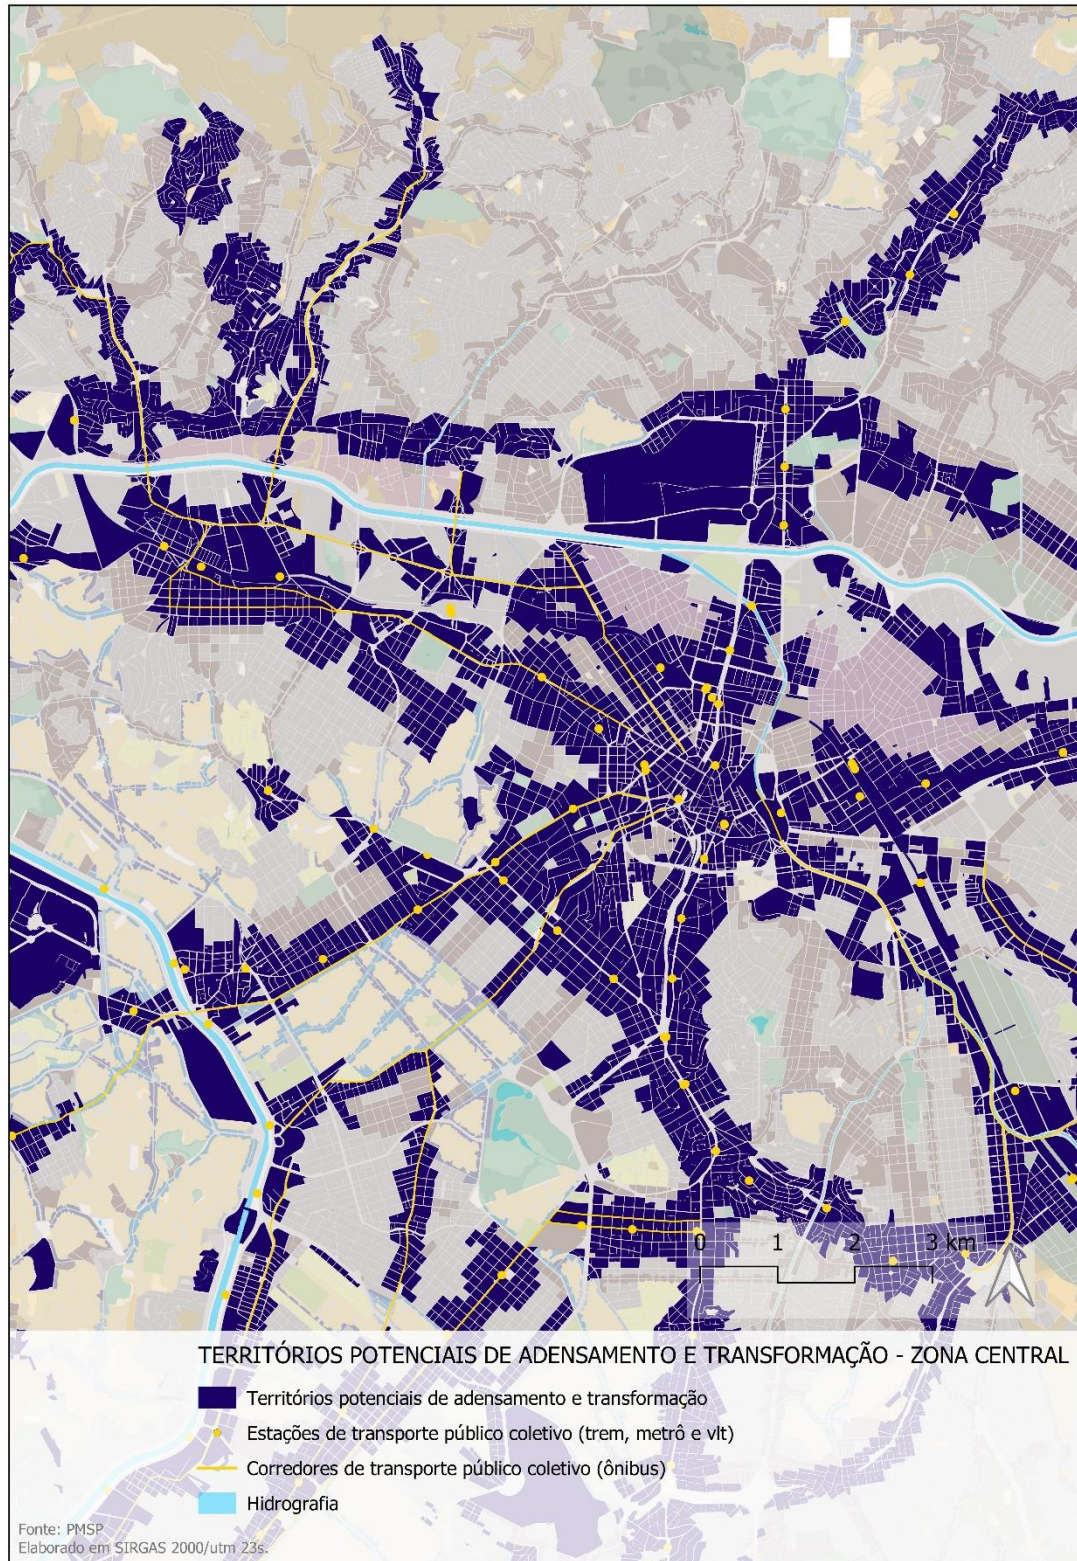 0 1 2 3 km
TERRITÓRIOS POTENCIAIS DE ADENSAMENTO E TRANSFORMAÇÃO - ZONA CENTRAL
Territórios potenciais de adensamento e transformação
Estações de transporte público coletivo (trem, metrô e vlt)
Corredores de transporte público coletivo (ônibus)
Hidrografia
Fonte: PMSP
Elaborado em SIRGAS 2000/utm 23s.